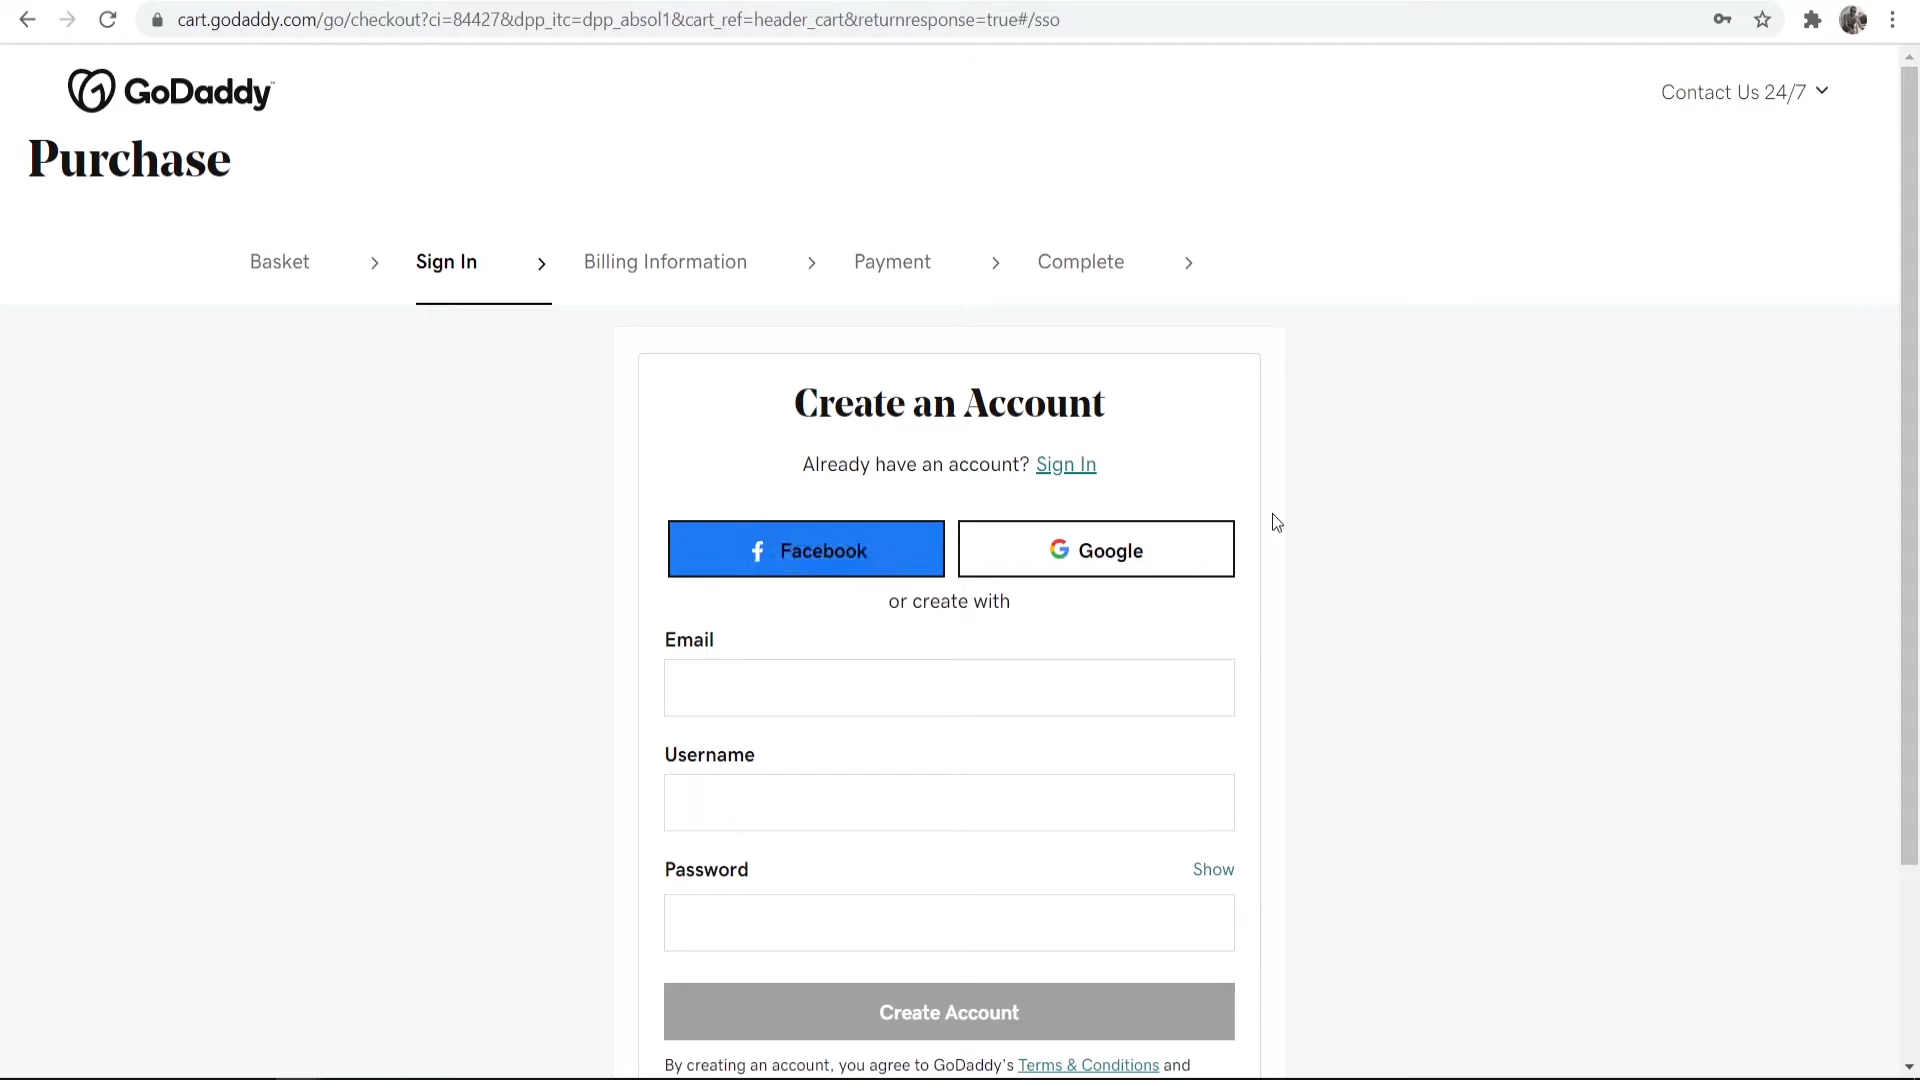 cart.godaddy.com/go/checkout?ci=84427&dpp_itc=dpp_absol1&cart_ref=header_cart&returnresponse=true#/sso
GoDaddy™
Contact Us 24/7
Purchase
Basket
Sign In
Billing Information
Payment
Complete
Create an Account
Already have an account? Sign In
Facebook
Google
or create with
Email
Username
Password
Show
Create Account
By creating an account, you agree to GoDaddy's Terms & Conditions and